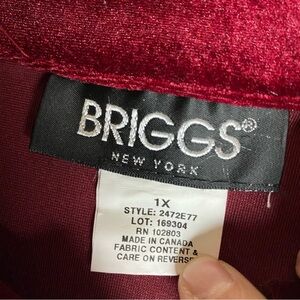 BRIGGS®
NEW YORK
1X
STYLE: 2472E77
LOT: 169304
RN 102803
MADE IN CANADA
FABRIC CONTENT &
CARE ON REVERSE